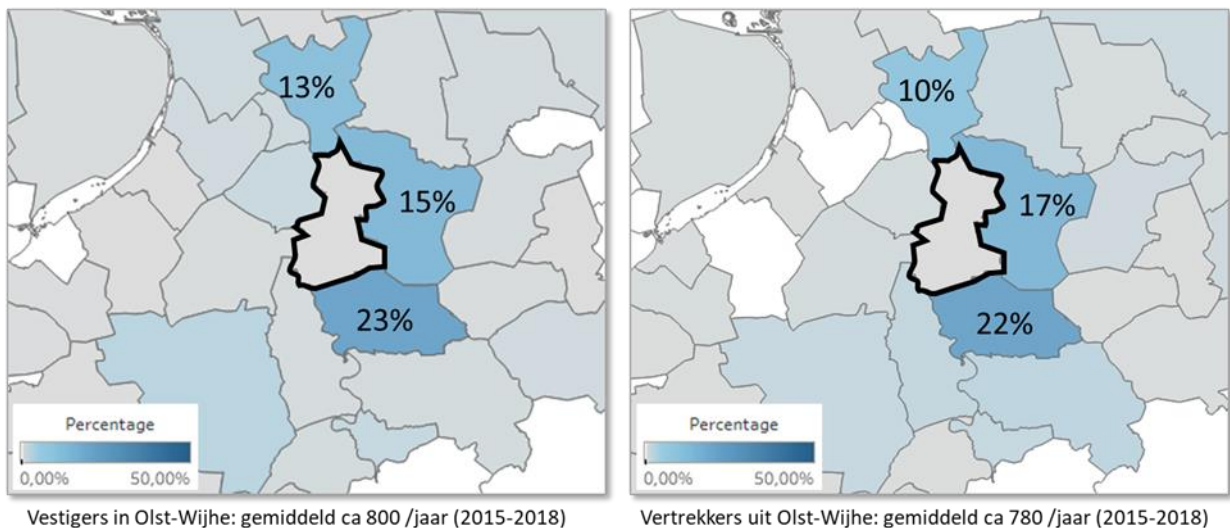 13%
15%
23%
Percentage
0,00% 50,00%
Vestigers in Olst-Wijhe: gemiddeld ca 800 /jaar (2015-2018)
10%
17%
22%
Percentage
0,00% 50,00%
Vertrekkers uit Olst-Wijhe: gemiddeld ca 780 /jaar (2015-2018)